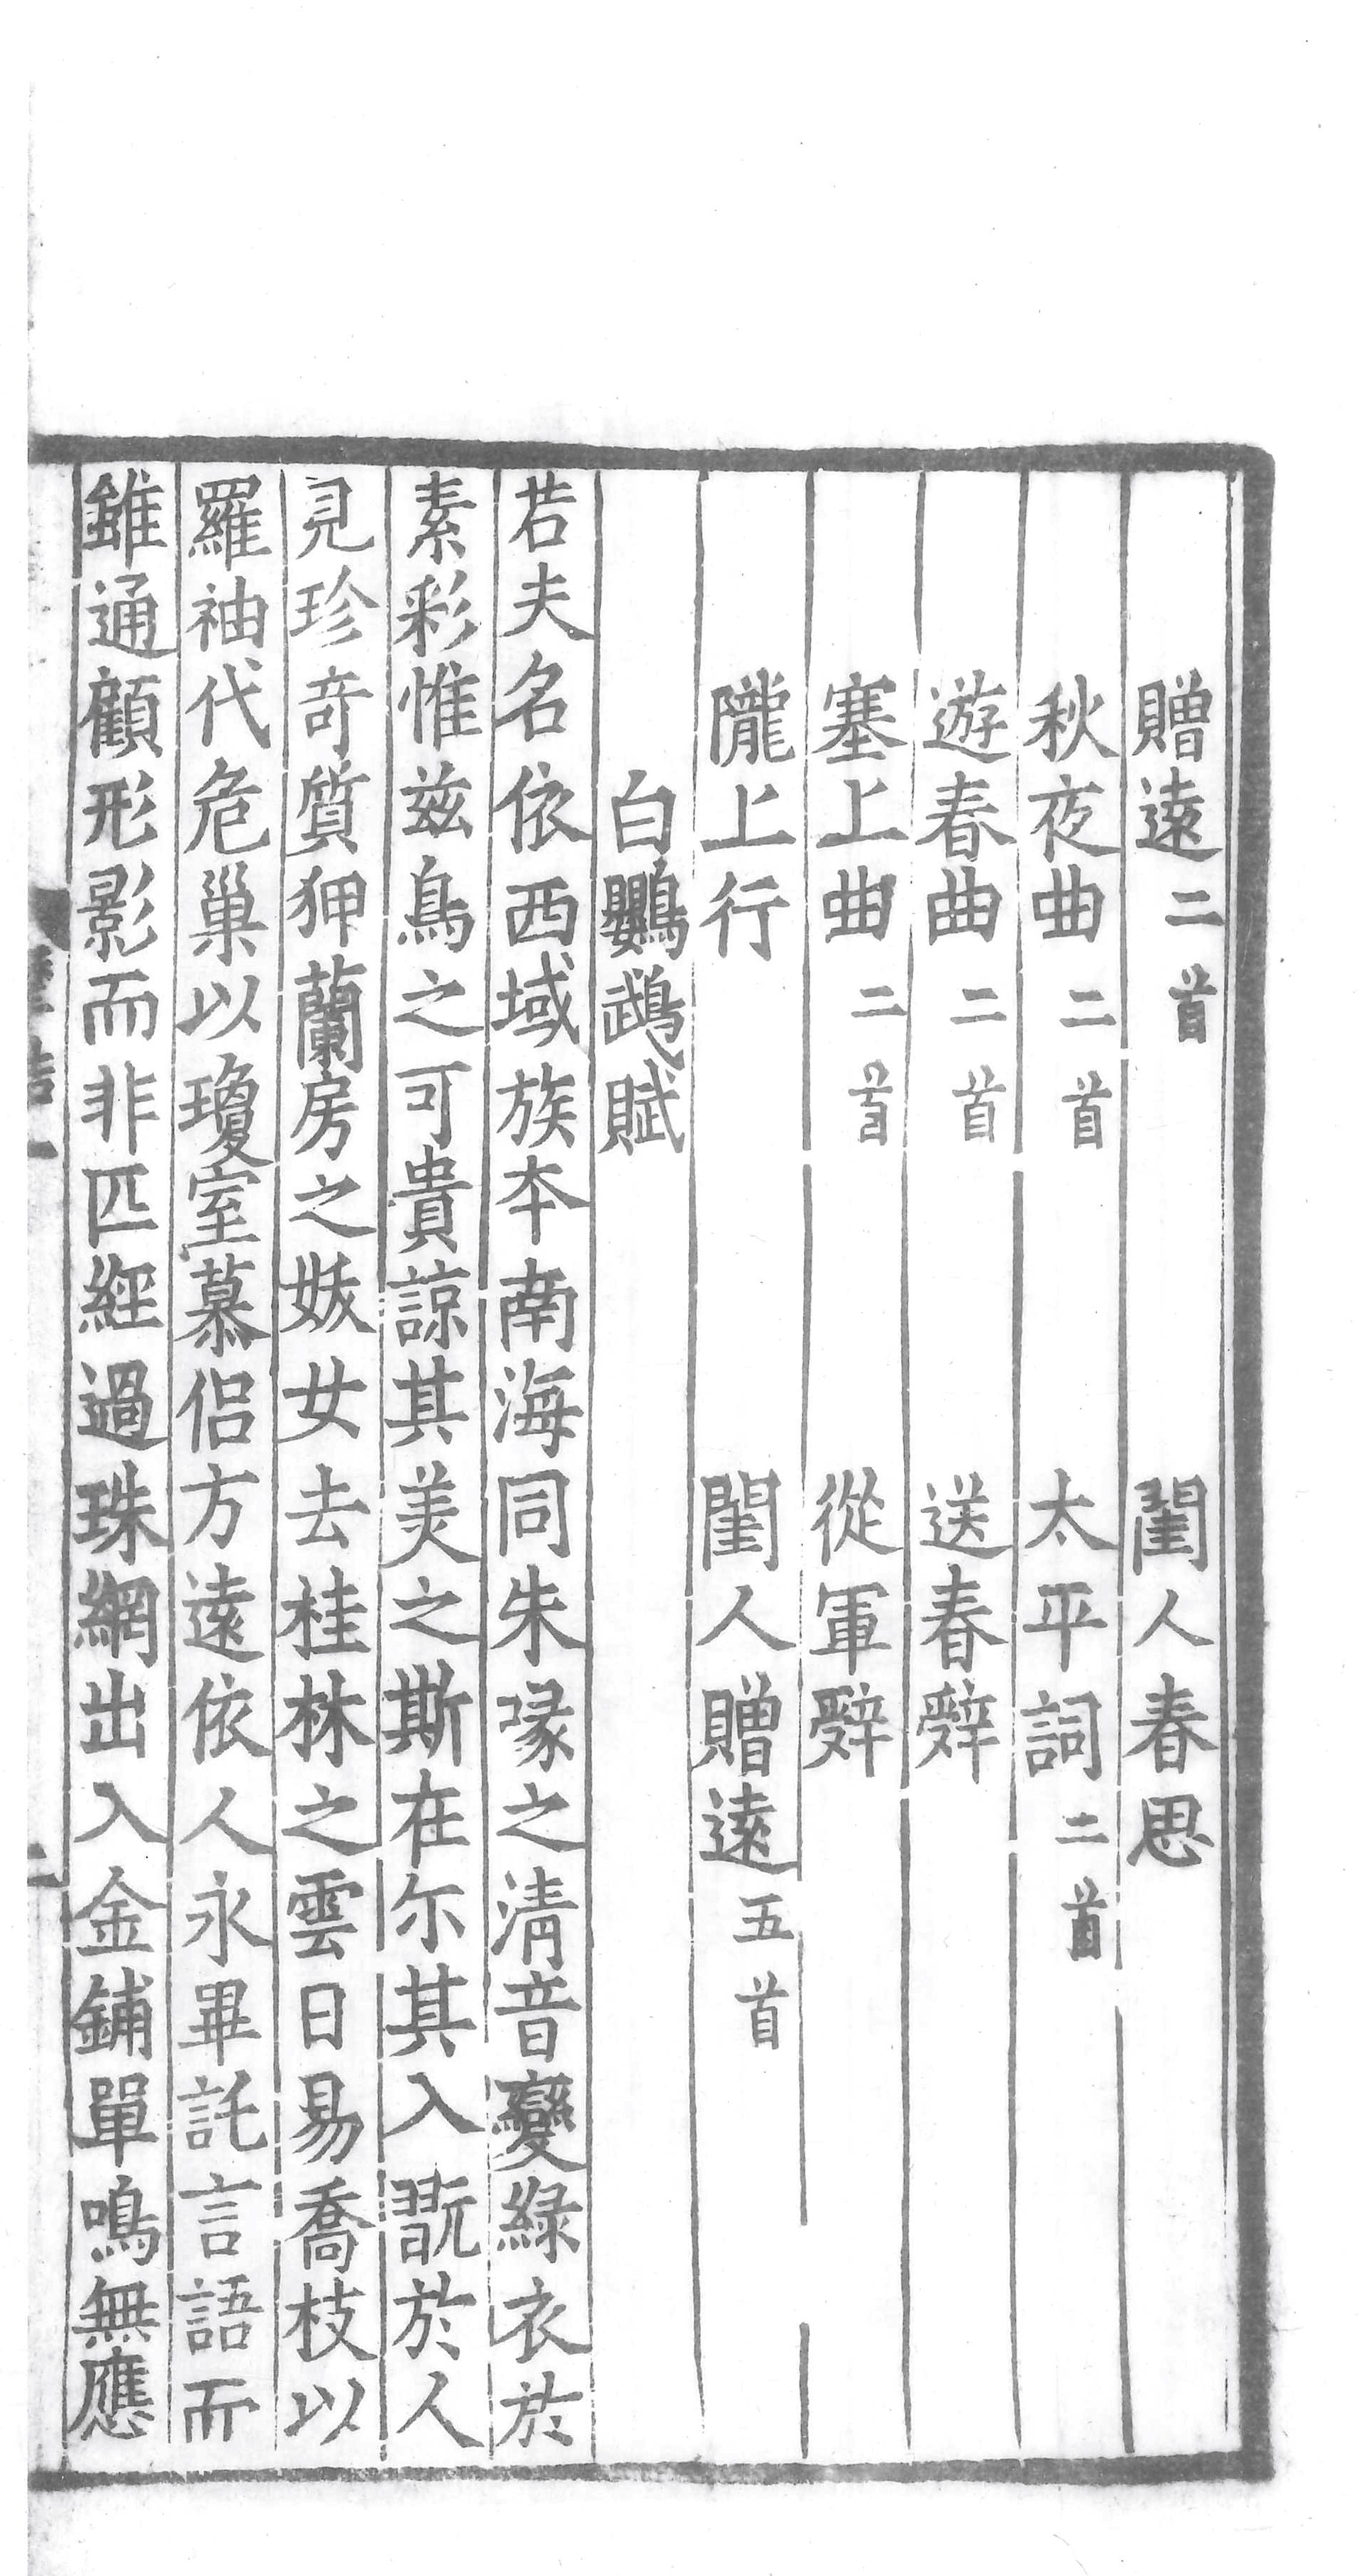 贈遠二首　閨人春思
秋夜曲二首　太平詞二首
遊春曲二首　送春辤
塞上曲二首　從軍辤
隴上行　閨人贈遠五首
白鸚鵡賦
若夫名依西域族本南海同朱喙之清音變緑衣於
素彩惟兹鳥之可貴諒其美之斯在尓其入翫於人
見珍竒質狎蘭房之妖女去桂林之雲日易喬枝以
羅袖代危巢以瓊室慕侣方遠依人永畢託言語而
雖通顧形影而非匹經過珠網出入金鋪單鳴無應